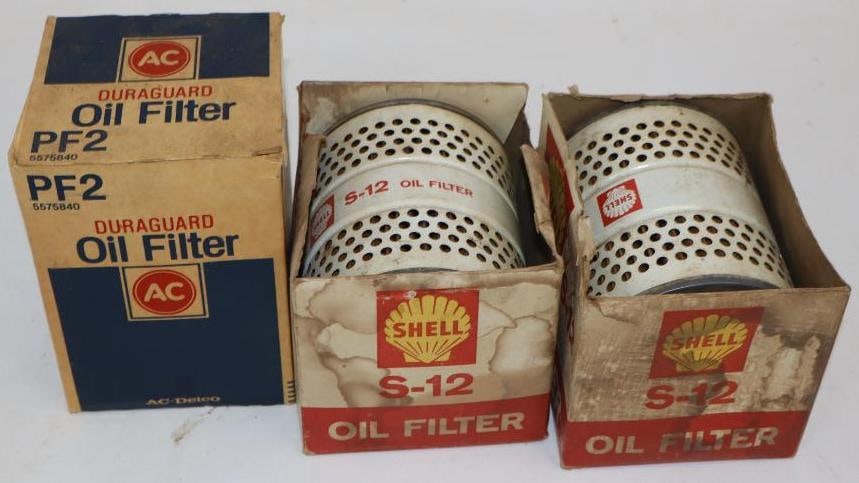 AC
DURAGUARD
Oil Filter
PF2
5575840
PF2
5575840
DURAGUARD
Oil Filter
AC
AC-Delco
S-12 OIL FILTER
SHELL
SHELL
S-12
OIL FILTER
SHELL
SHELL
S-12
OIL FILTER